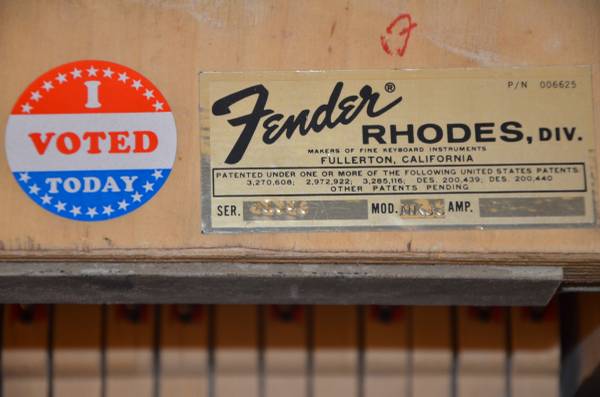 I
VOTED
TODAY
P/N 006625
Fender®
RHODES, DIV.
MAKERS OF FINE KEYBOARD INSTRUMENTS
FULLERTON, CALIFORNIA
PATENTED UNDER ONE OR MORE OF THE FOLLOWING UNITED STATES PATENTS:
3,270,608; 2,972,922; 3,285,116; DES. 200,439; DES. 200,440
OTHER PATENTS PENDING
SER. MOD. AMP.